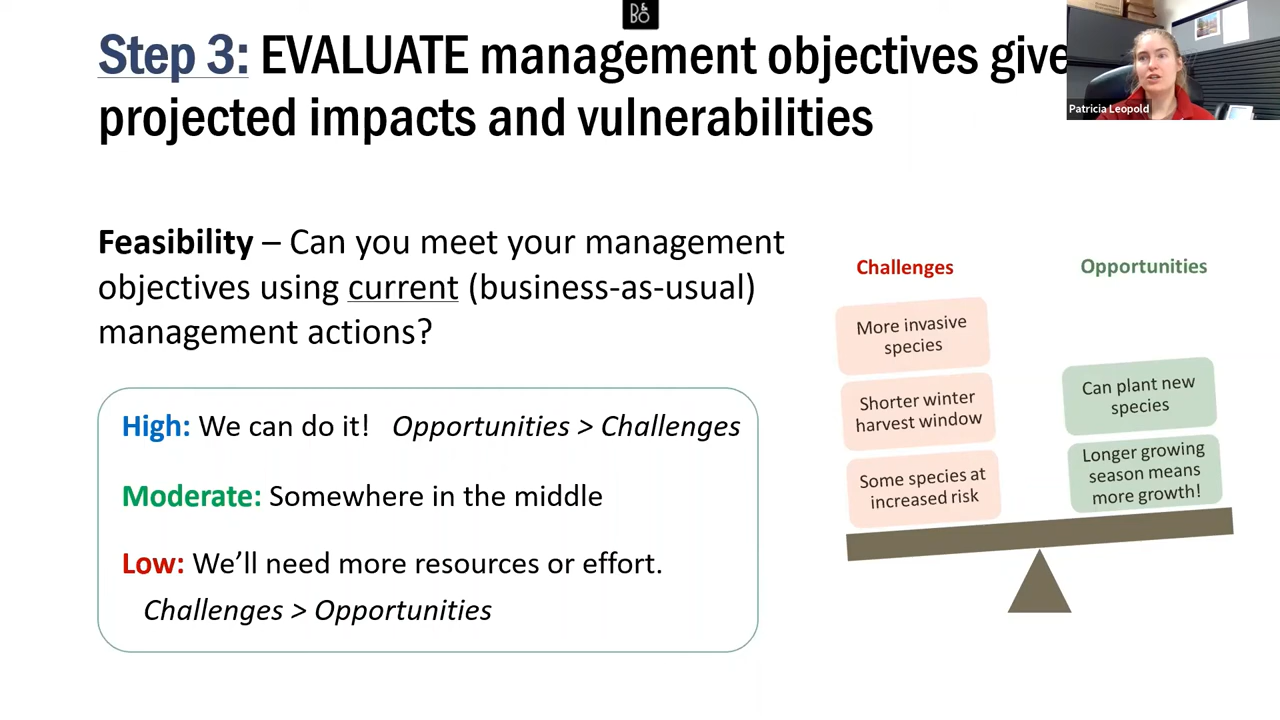 B&O
Step 3: EVALUATE management objectives give
projected impacts and vulnerabilities
Patricia Leopold
Feasibility – Can you meet your management
objectives using current (business-as-usual)
management actions?
High: We can do it! Opportunities > Challenges
Moderate: Somewhere in the middle
Low: We’ll need more resources or effort.
Challenges > Opportunities
Challenges
More invasive
species
Shorter winter
harvest window
Some species at
increased risk
Opportunities
Can plant new
species
Longer growing
season means
more growth!